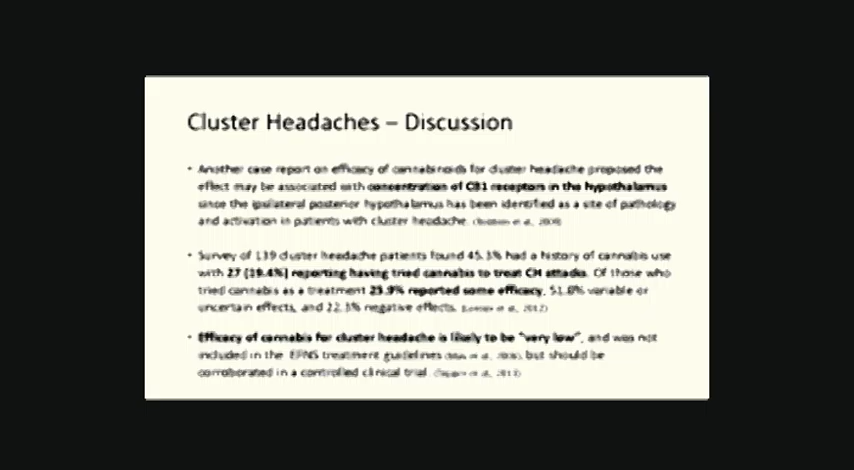 Cluster Headaches – Discussion
• Another case report on efficacy of cannabinoids for cluster headache proposed the
effect may be associated with concentration of CB1 receptors in the hypothalamus
since the ipsilateral posterior hypothalamus has been identified as a site of pathology
and activation in patients with cluster headache.
• Survey of 139 cluster headache patients found 45.3% had a history of cannabis use
with 27 (19.4%) reporting having tried cannabis to treat CH attacks. Of those who
tried cannabis as a treatment 25.9% reported some efficacy, 51.8% variable or
uncertain effects, and 22.3% negative effects.
• Efficacy of cannabis for cluster headache is likely to be "very low", and was not
included in the EFNS treatment guidelines but should be
corroborated in a controlled clinical trial.